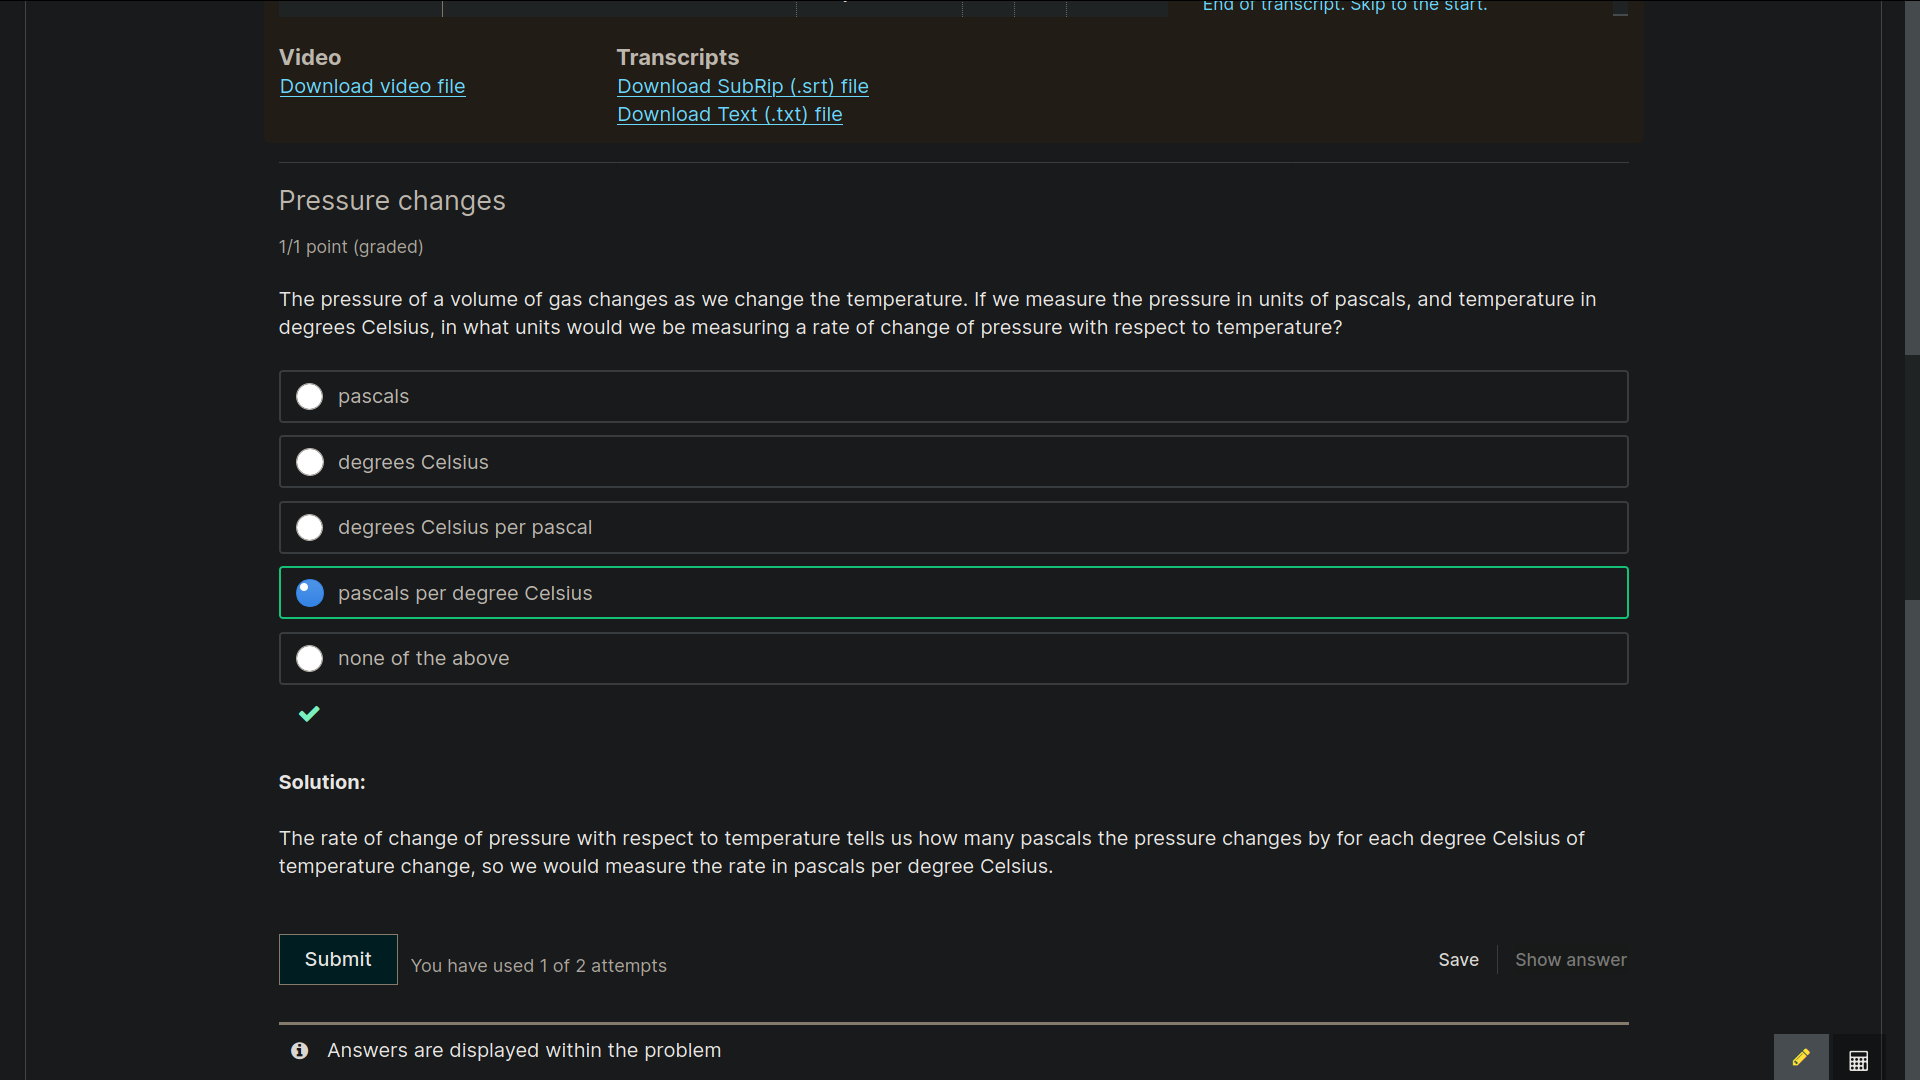 End of transcript. Skip to the start.
Video
Transcripts
Download video file
Download SubRip (.srt) file
Download Text (.txt) file
Pressure changes
1/1 point (graded)
The pressure of a volume of gas changes as we change the temperature. If we measure the pressure in units of pascals, and temperature in
degrees Celsius, in what units would we be measuring a rate of change of pressure with respect to temperature?
pascals
degrees Celsius
degrees Celsius per pascal
pascals per degree Celsius
none of the above
Solution:
The rate of change of pressure with respect to temperature tells us how many pascals the pressure changes by for each degree Celsius of
temperature change, so we would measure the rate in pascals per degree Celsius.
Submit
You have used 1 of 2 attempts
Save
Show answer
Answers are displayed within the problem